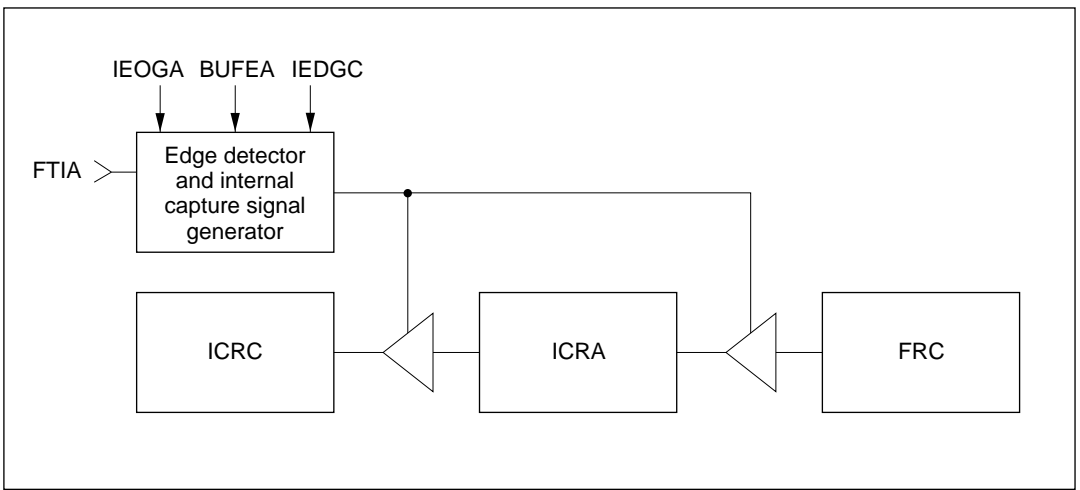 IEOGA BUFEA IEDGC
FTIA
Edge detector
and internal
capture signal
generator
ICRC
ICRA
FRC